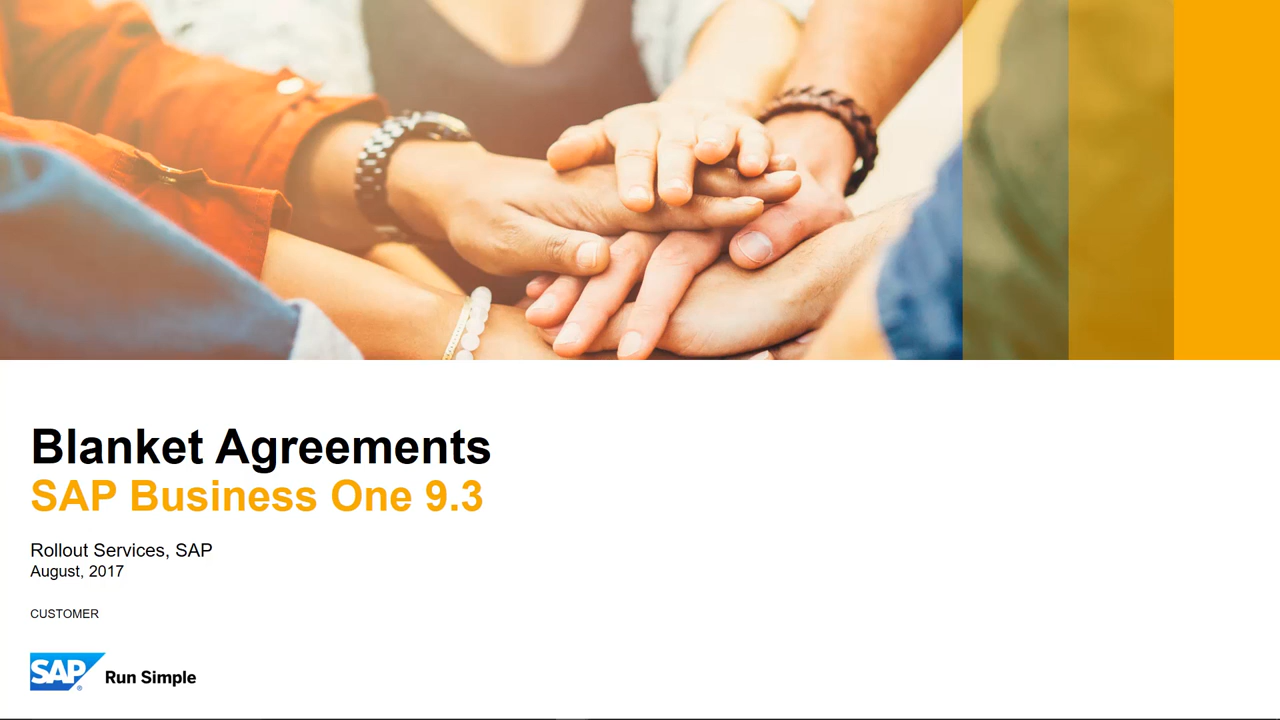 Blanket Agreements
SAP Business One 9.3
Rollout Services, SAP
August, 2017
CUSTOMER
SAP® Run Simple